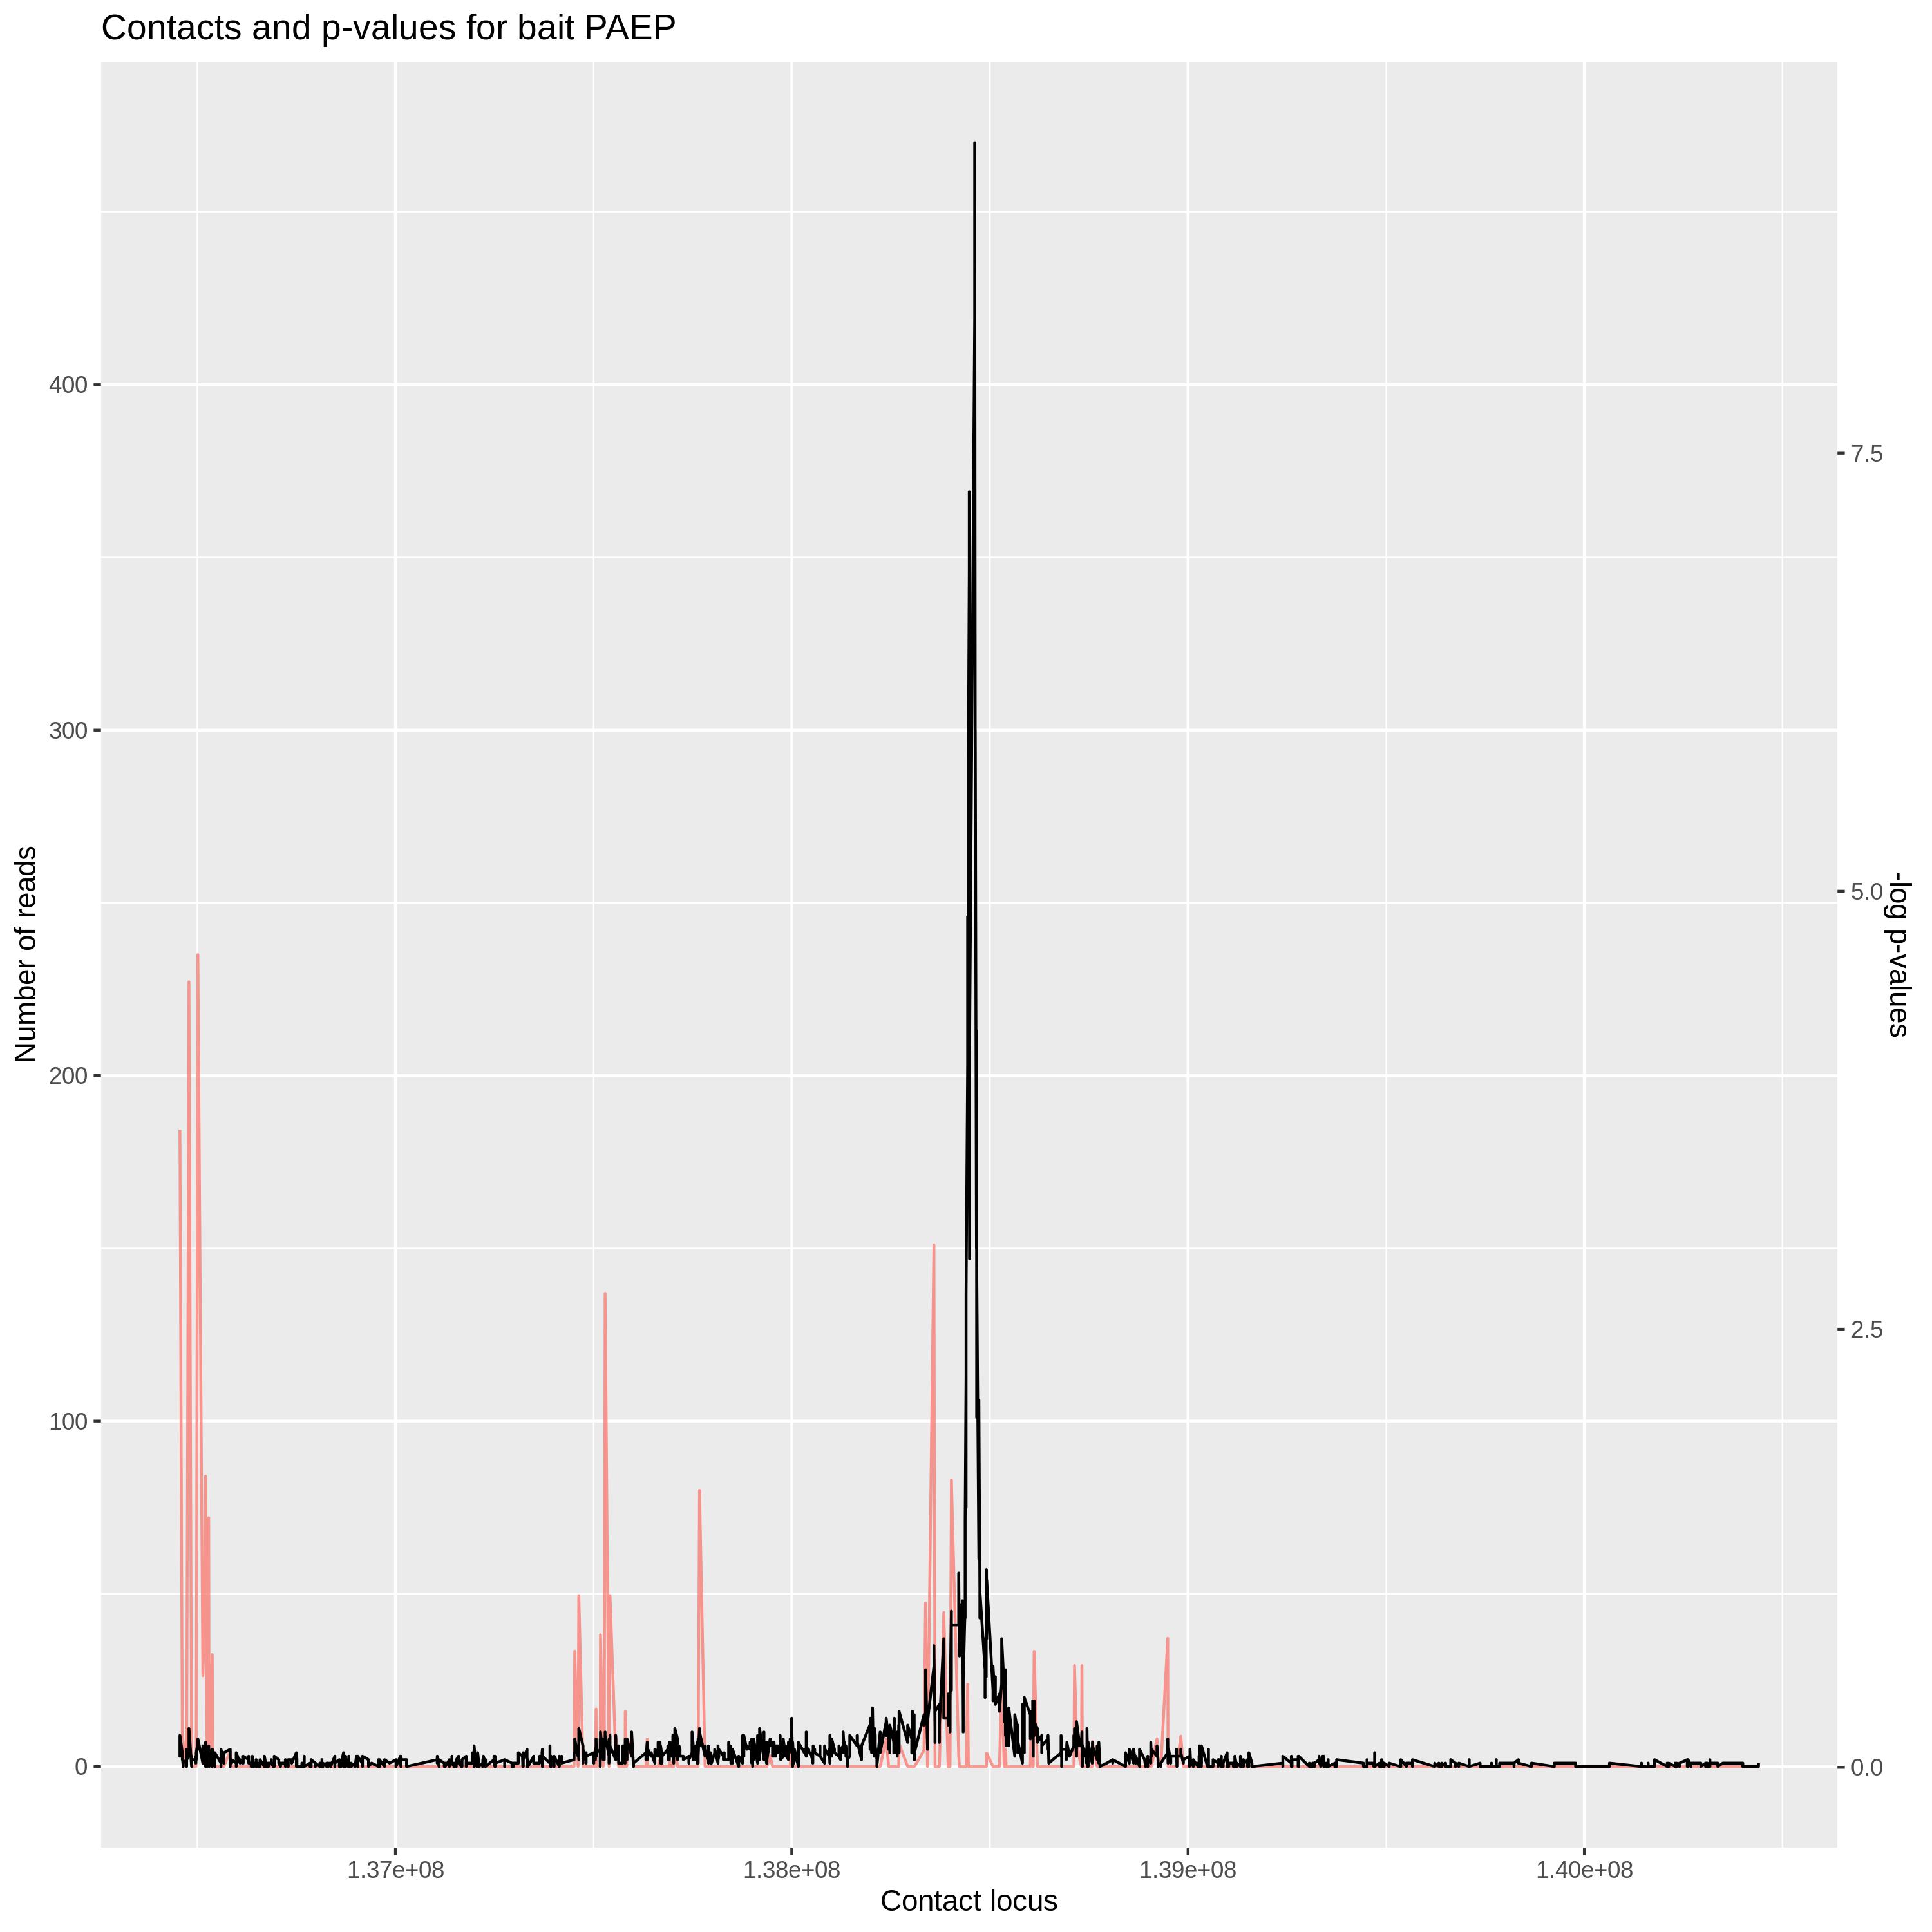 Contacts and p-values for bait PAEP
400
300
200
100
0
Number of reads
7.5
5.0
2.5
0.0
-log p-values
1.37e+08
1.38e+08
1.39e+08
1.40e+08
Contact locus